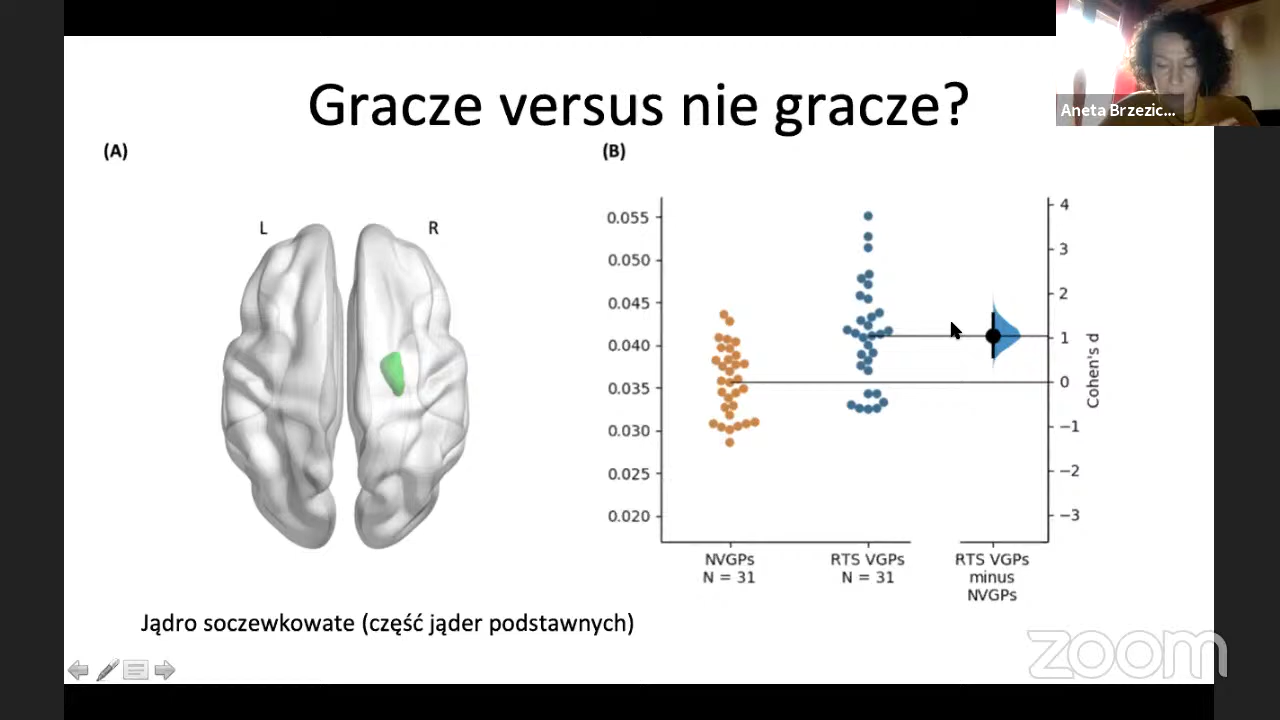 Gracze versus nie gracze?
Aneta Brzezic...
(A)
(B)
L
R
0.055
0.050
0.045
0.040
0.035
0.030
0.025
0.020
4
3
2
1
0
−1
−2
−3
Cohen's d
NVGPs
N = 31
RTS VGPs
N = 31
RTS VGPs
minus
NVGPs
Jądro soczewkowate (część jąder podstawnych)
zoom